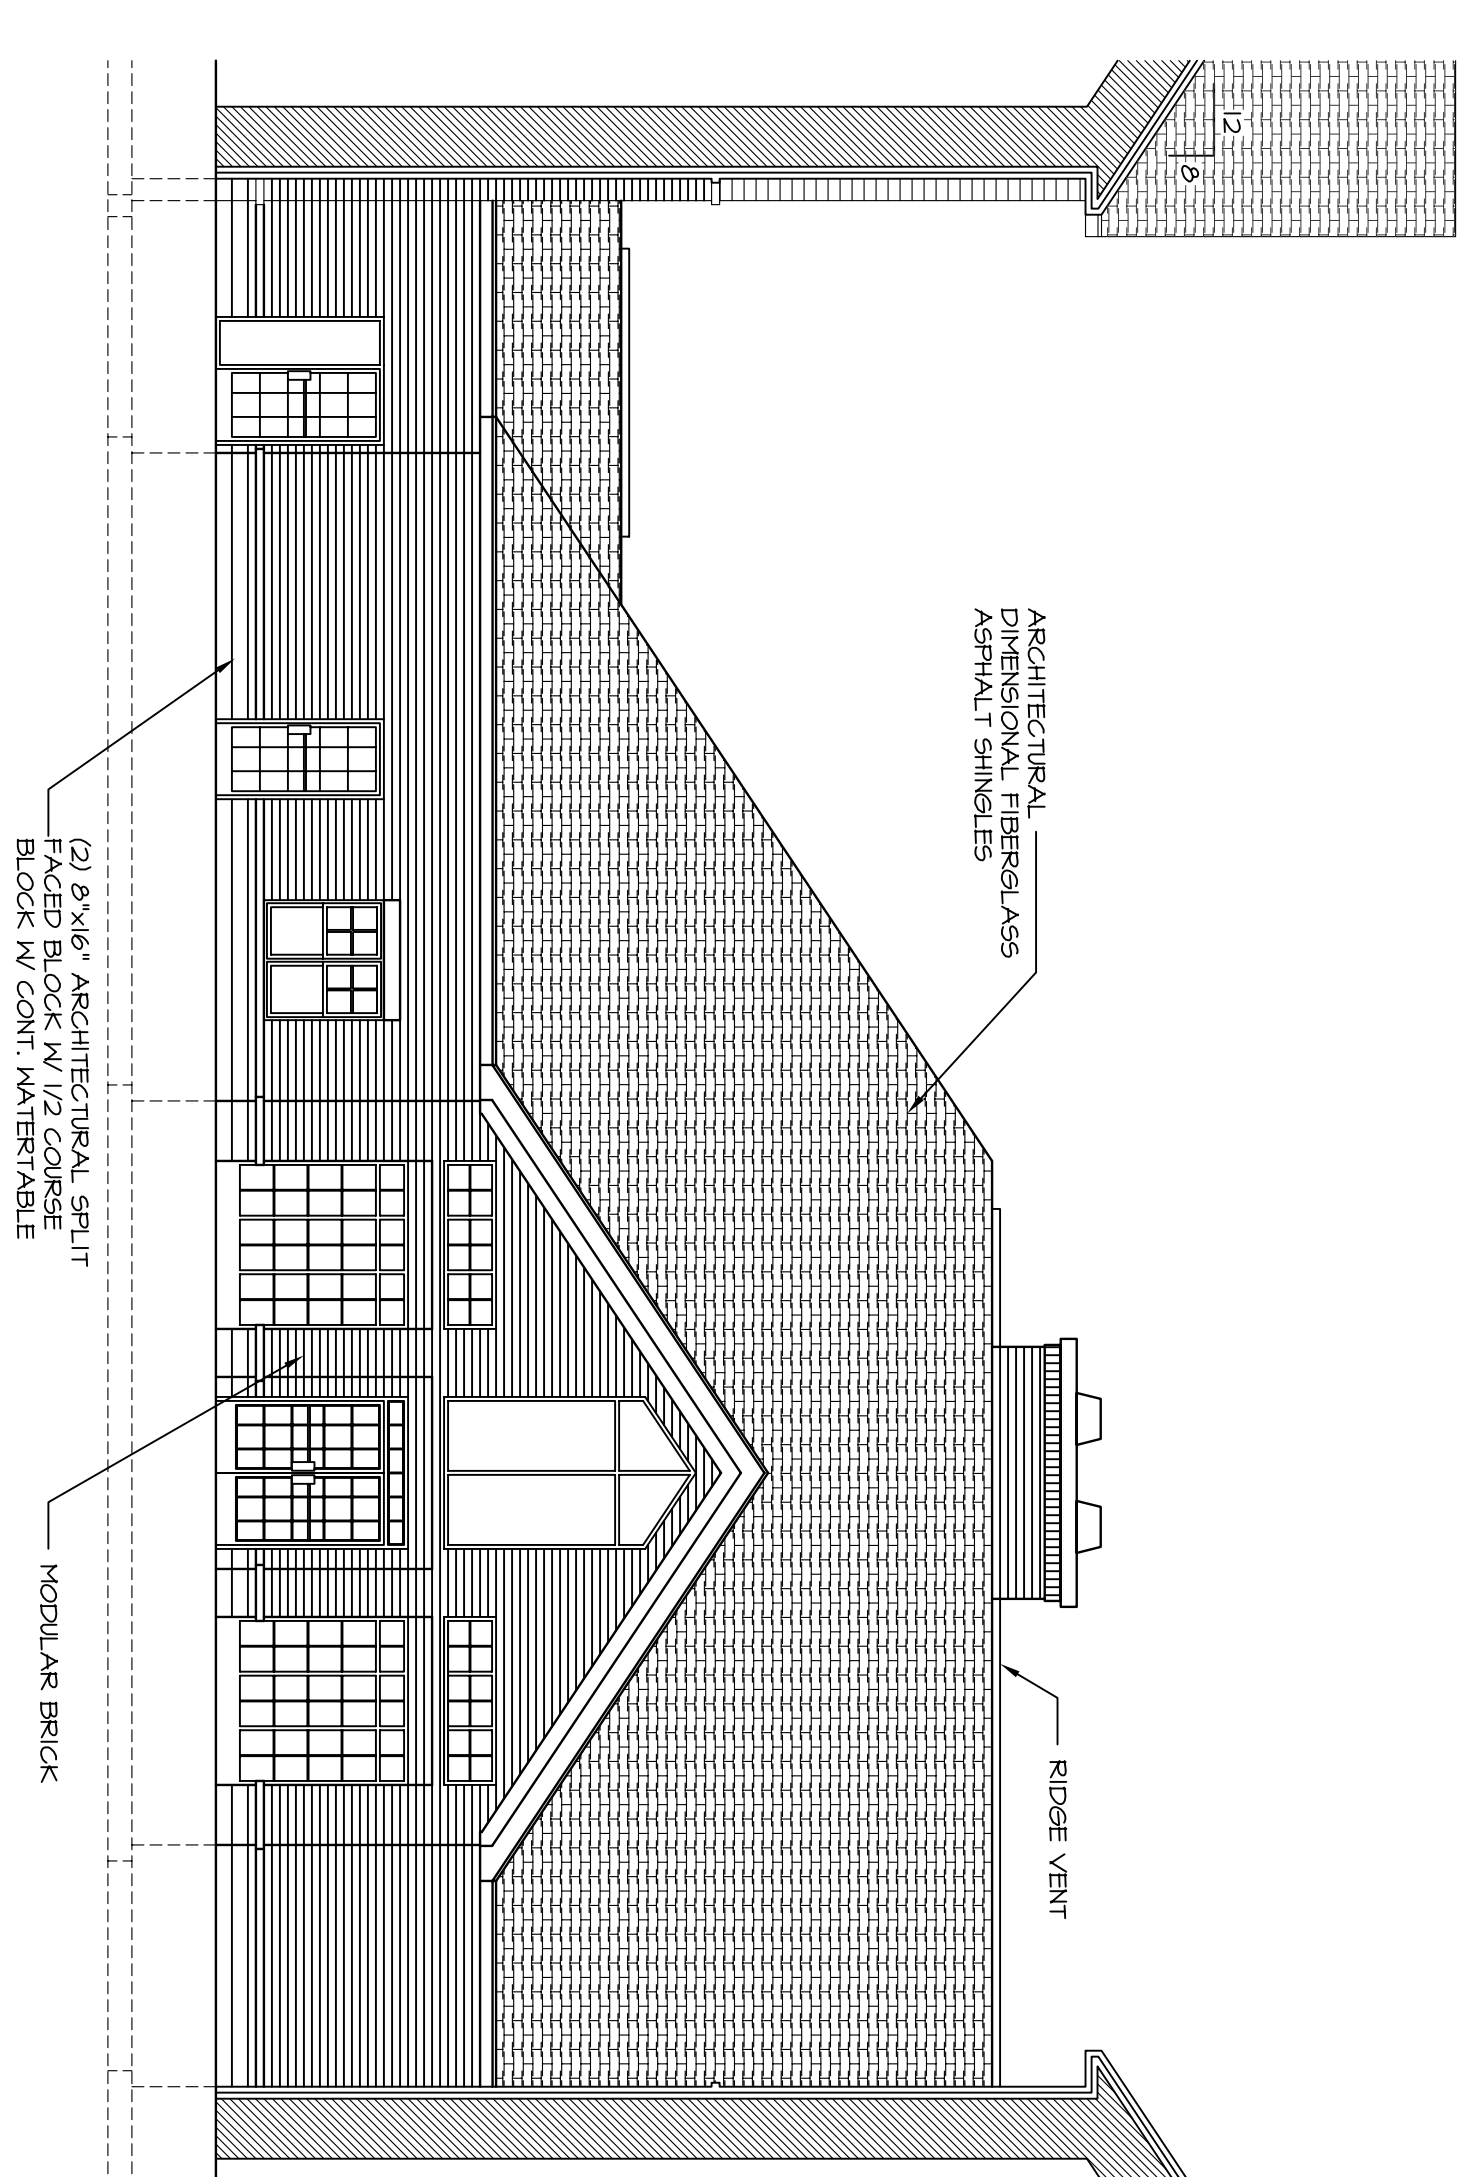 12
8
ARCHITECTURAL
DIMENSIONAL FIBERGLASS
ASPHALT SHINGLES
RIDGE VENT
(2) 8"x16" ARCHITECTURAL SPLIT
FACED BLOCK W/ 1/2 COURSE
BLOCK W/ CONT. WATERTABLE
MODULAR BRICK